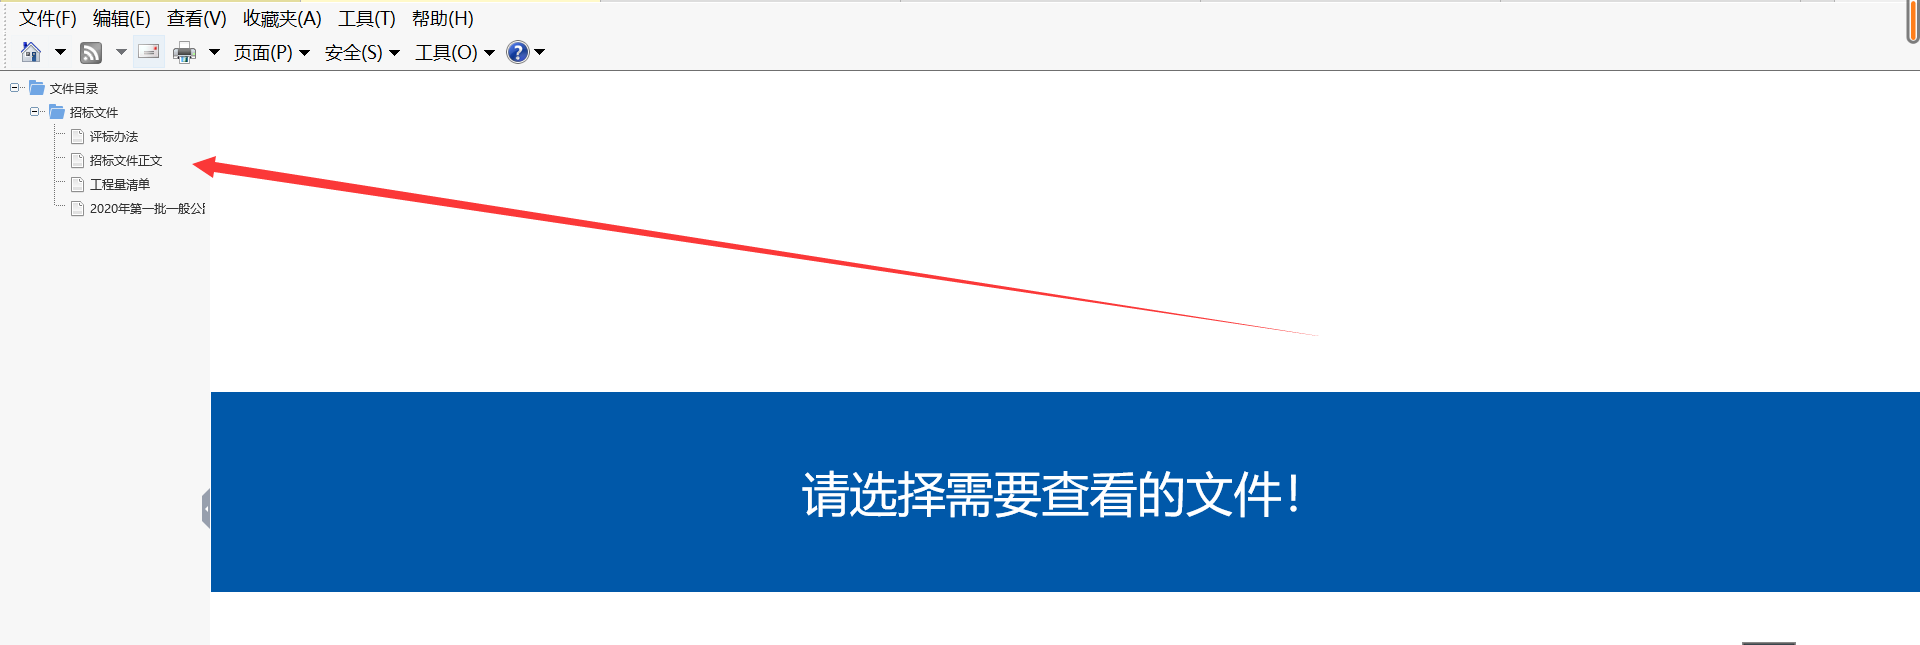 文件(F) 编辑(E) 查看(V) 收藏夹(A) 工具(T) 帮助(H)
页面(P) 安全(S) 工具(O)
文件目录
招标文件
评标办法
招标文件正文
工程量清单
2020年第一批一般公
请选择需要查看的文件！